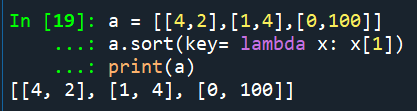 In [19]: a = [[4,2],[1,4],[0,100]]
...: a.sort(key= lambda x: x[1])
...: print(a)
[[4, 2], [1, 4], [0, 100]]